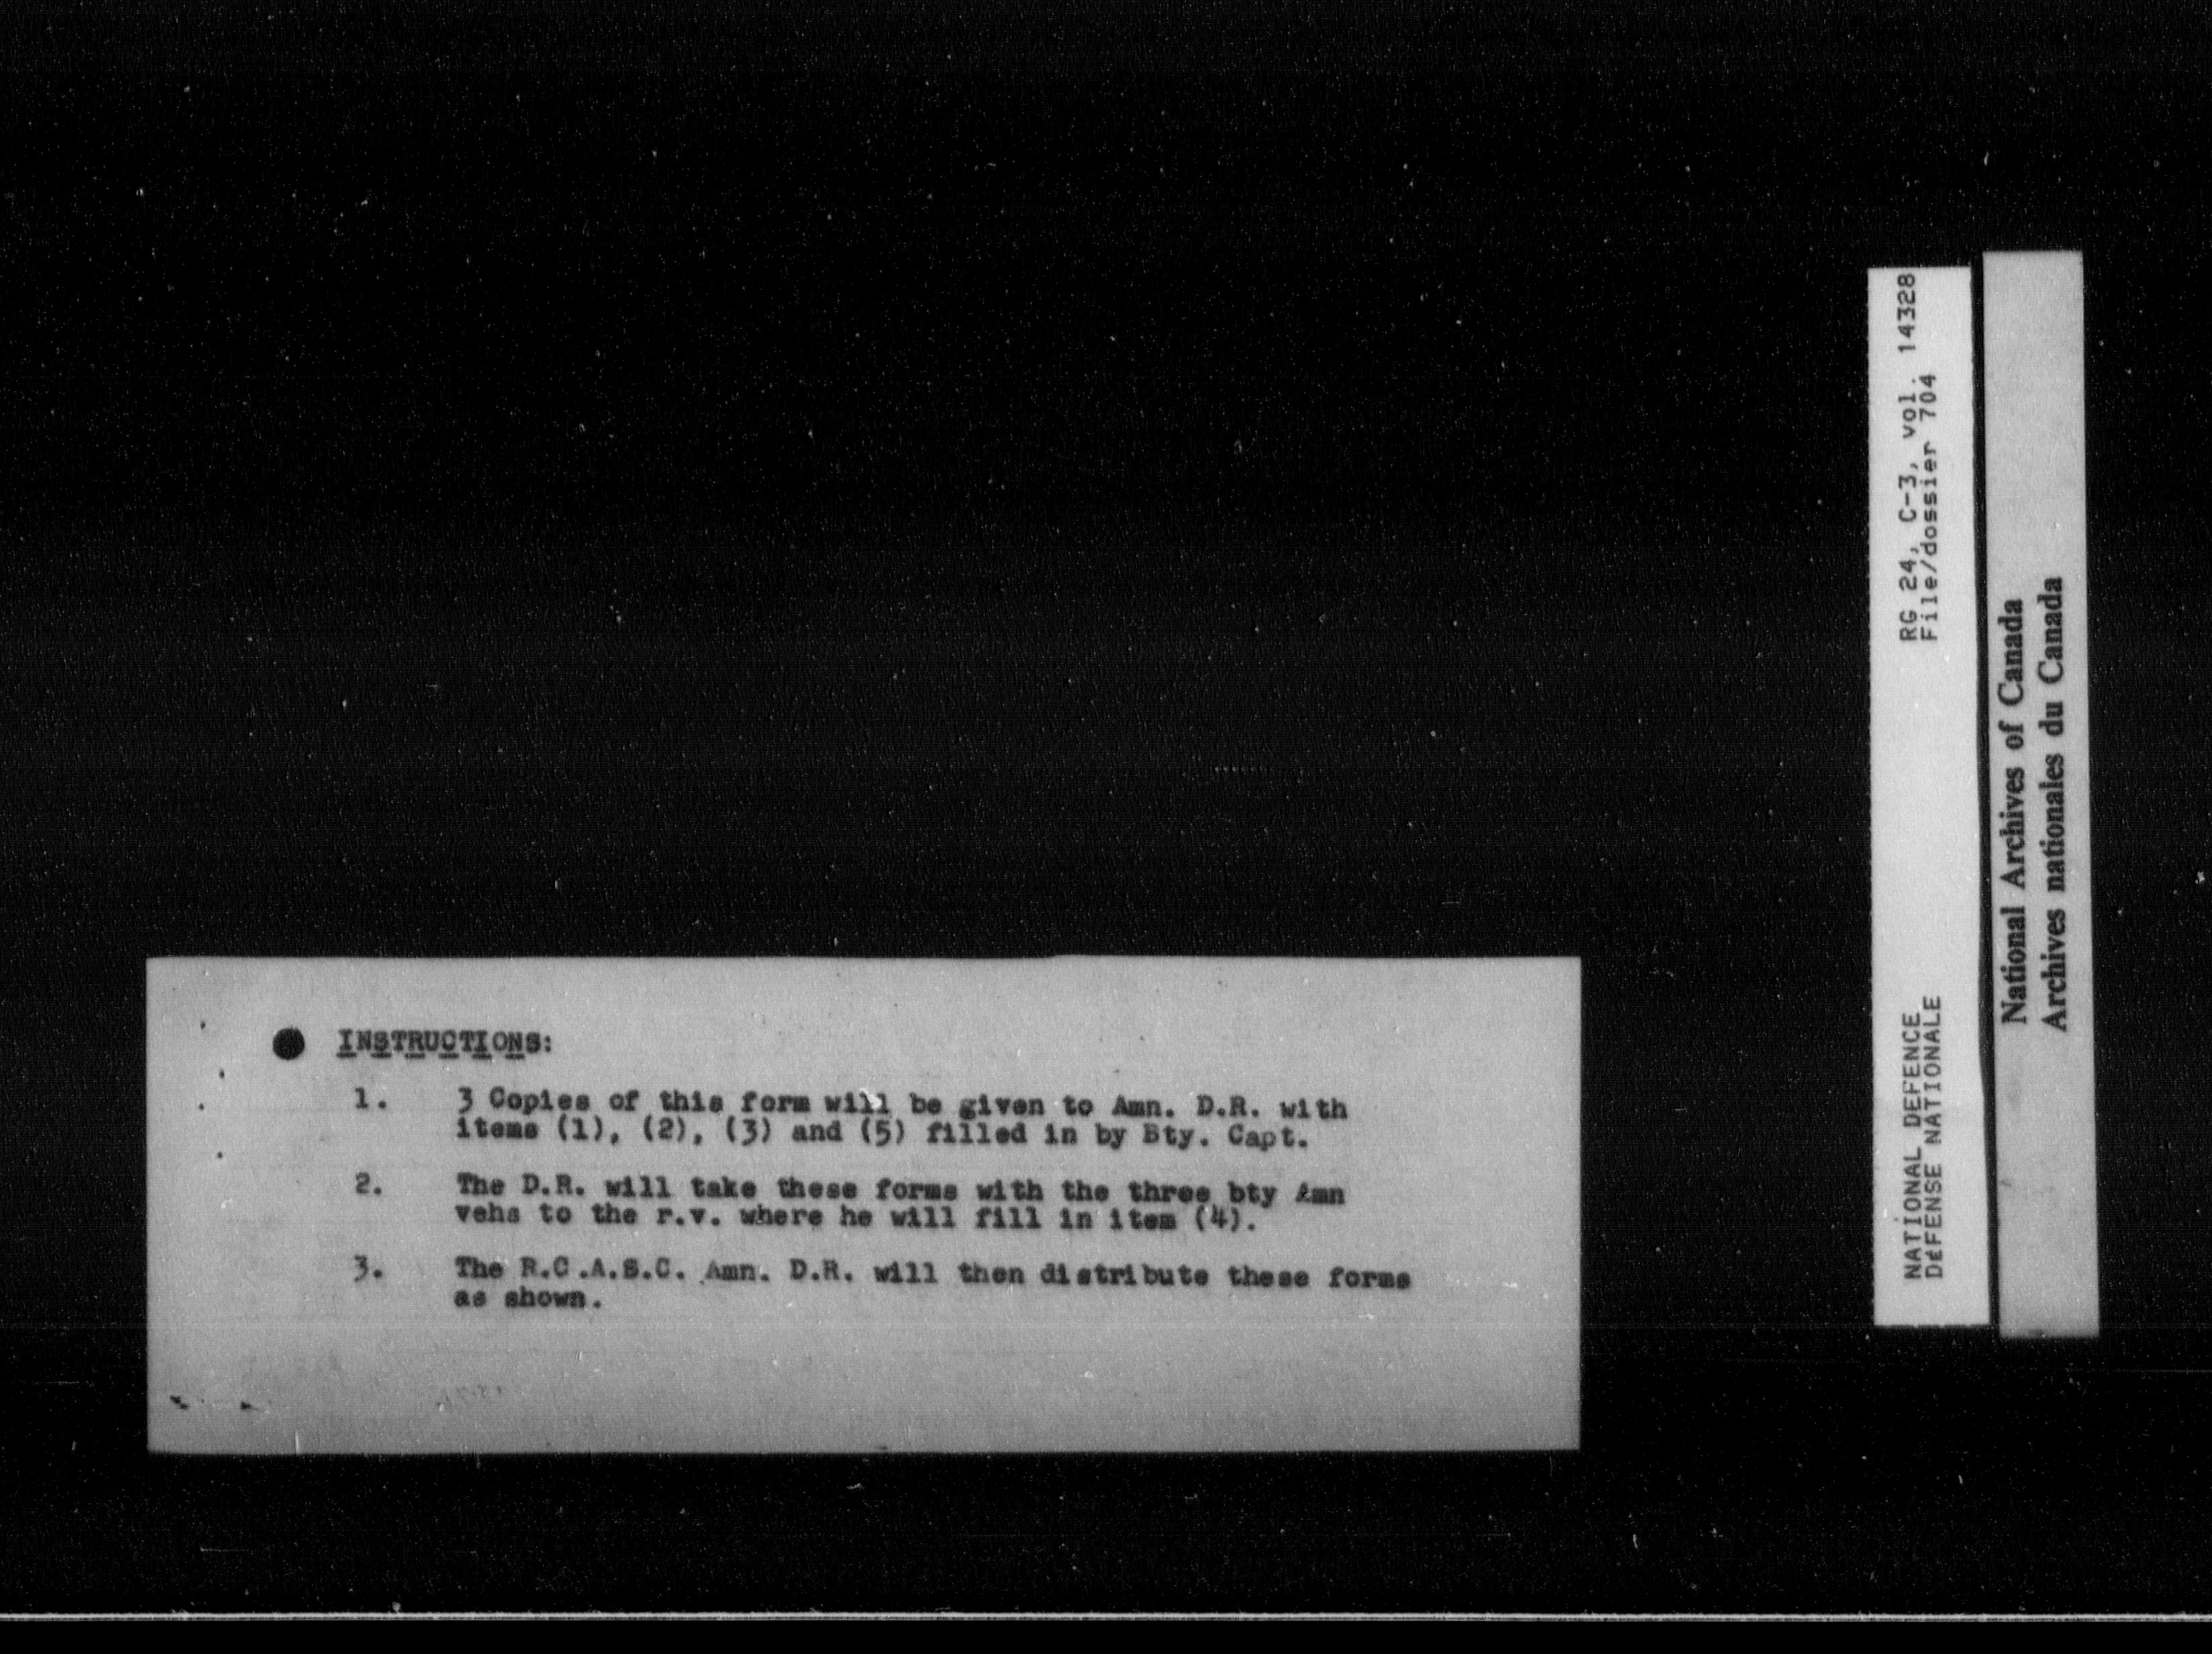 INSTRUCTIONS:
1. 3 Copies of this form will be given to Amn. D.R. with
items (1), (2), (3) and (5) filled in by Bty. Capt.
2. The D.R. will take these forms with the three bty Amn
vehs to the r.v. where he will fill in item (4).
3. The R.C.A.S.C. Amn. D.R. will then distribute these forms
as shown.
NATIONAL DEFENCE RG 24, C-3, vol. 14328
DéFENSE NATIONALE File/dossier 704
National Archives of Canada
Archives nationales du Canada